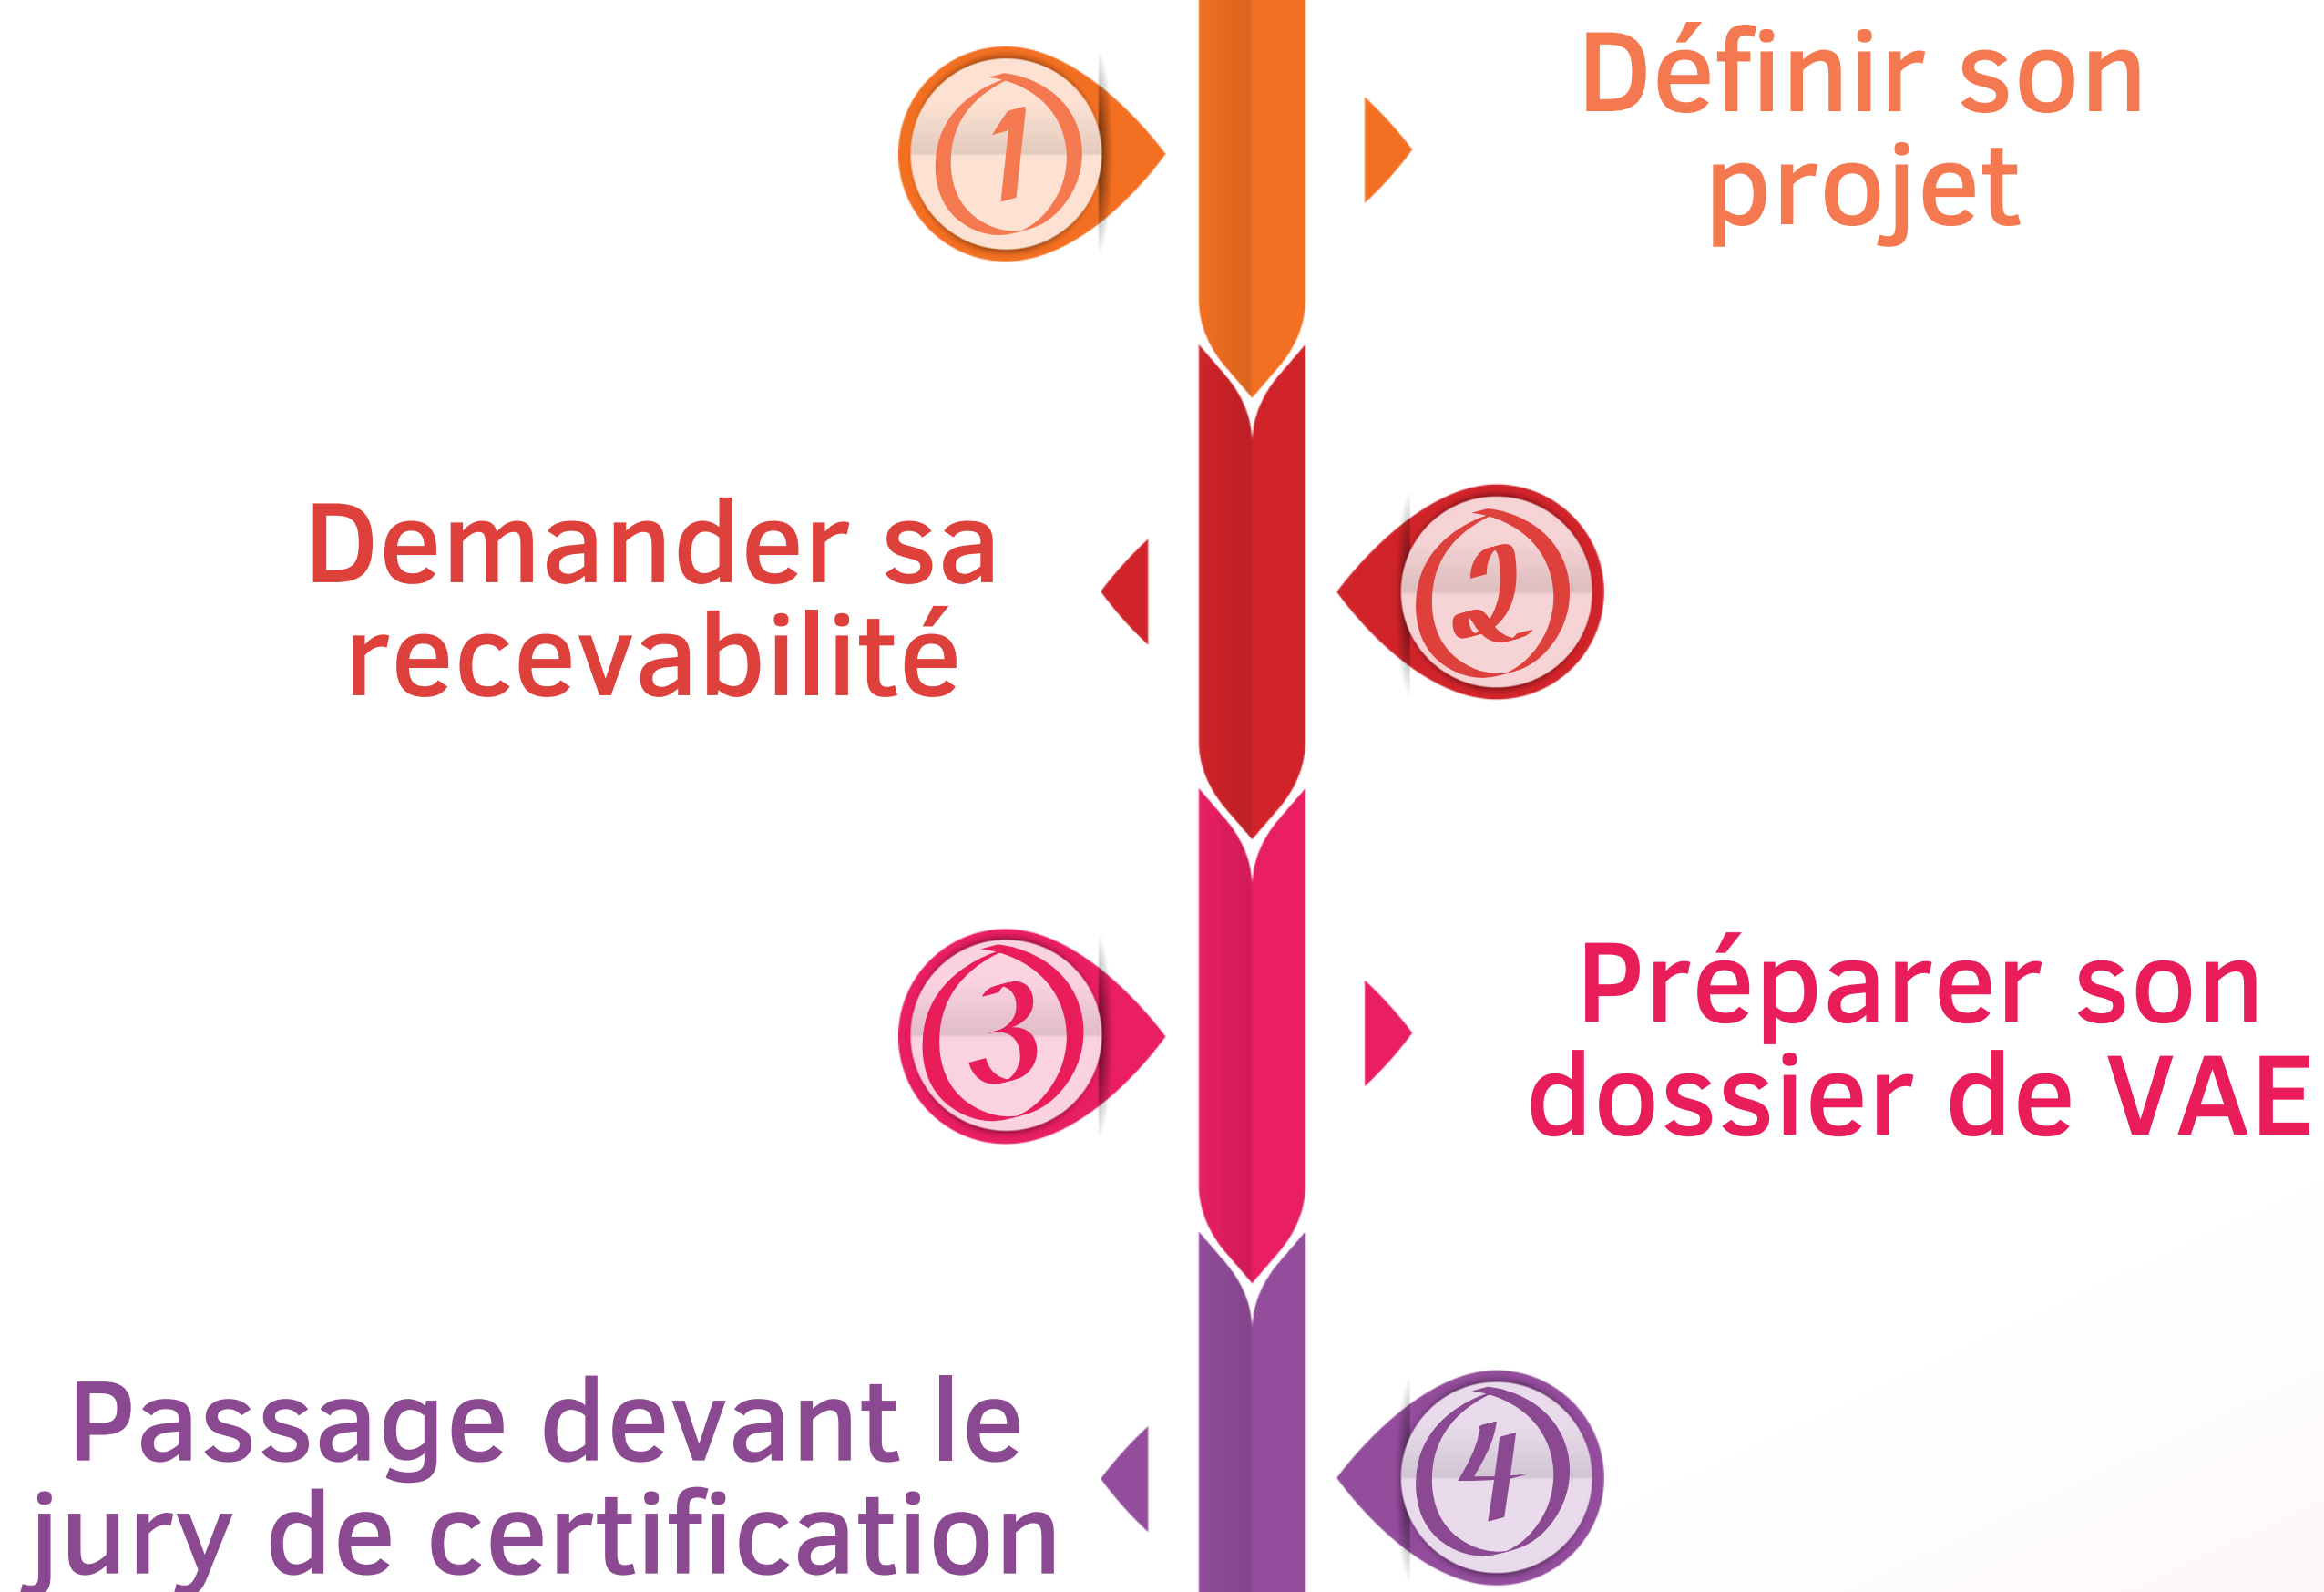 1
Définir son
projet
Demander sa
recevabilité
2
3
Préparer son
dossier de VAE
Passage devant le
jury de certification
4